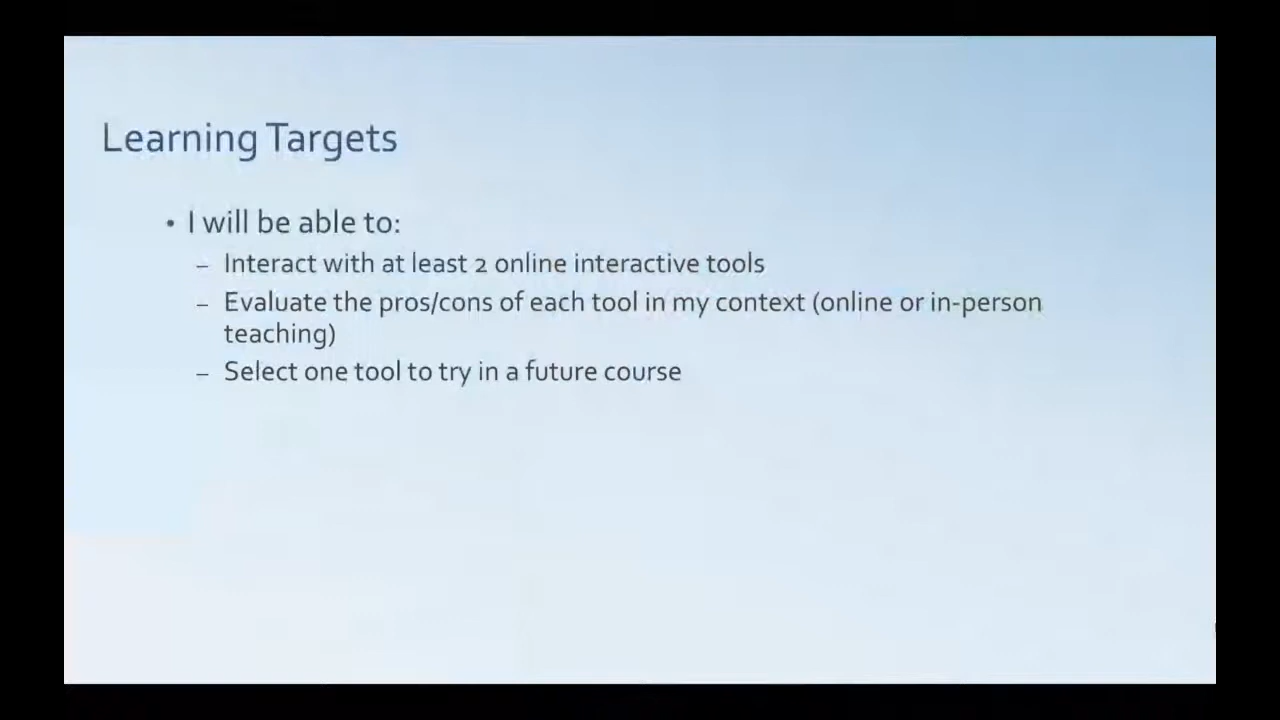 Learning Targets
• I will be able to:
– Interact with at least 2 online interactive tools
– Evaluate the pros/cons of each tool in my context (online or in-person
teaching)
– Select one tool to try in a future course